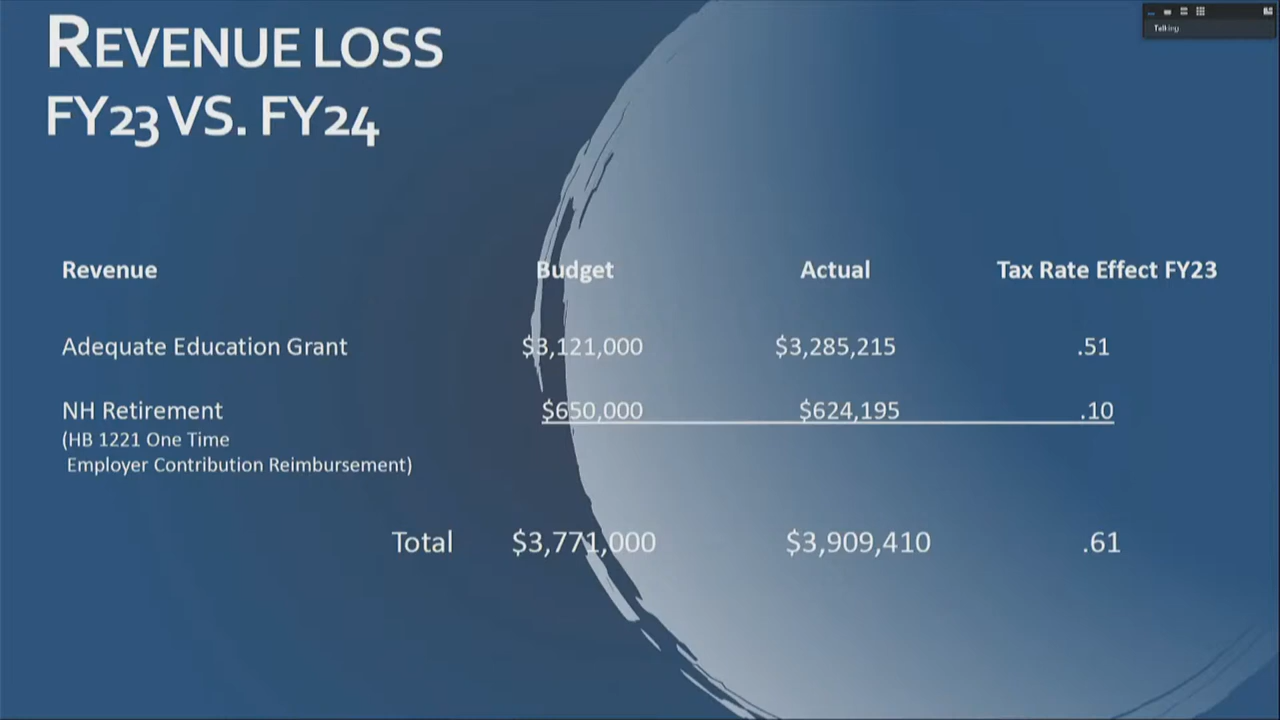 REVENUE LOSS
FY23 VS. FY24
Talking
Revenue Budget Actual Tax Rate Effect FY23
Adequate Education Grant $3,121,000 $3,285,215 .51
NH Retirement $650,000 $624,195 .10
(HB 1221 One Time
Employer Contribution Reimbursement)
Total $3,771,000 $3,909,410 .61